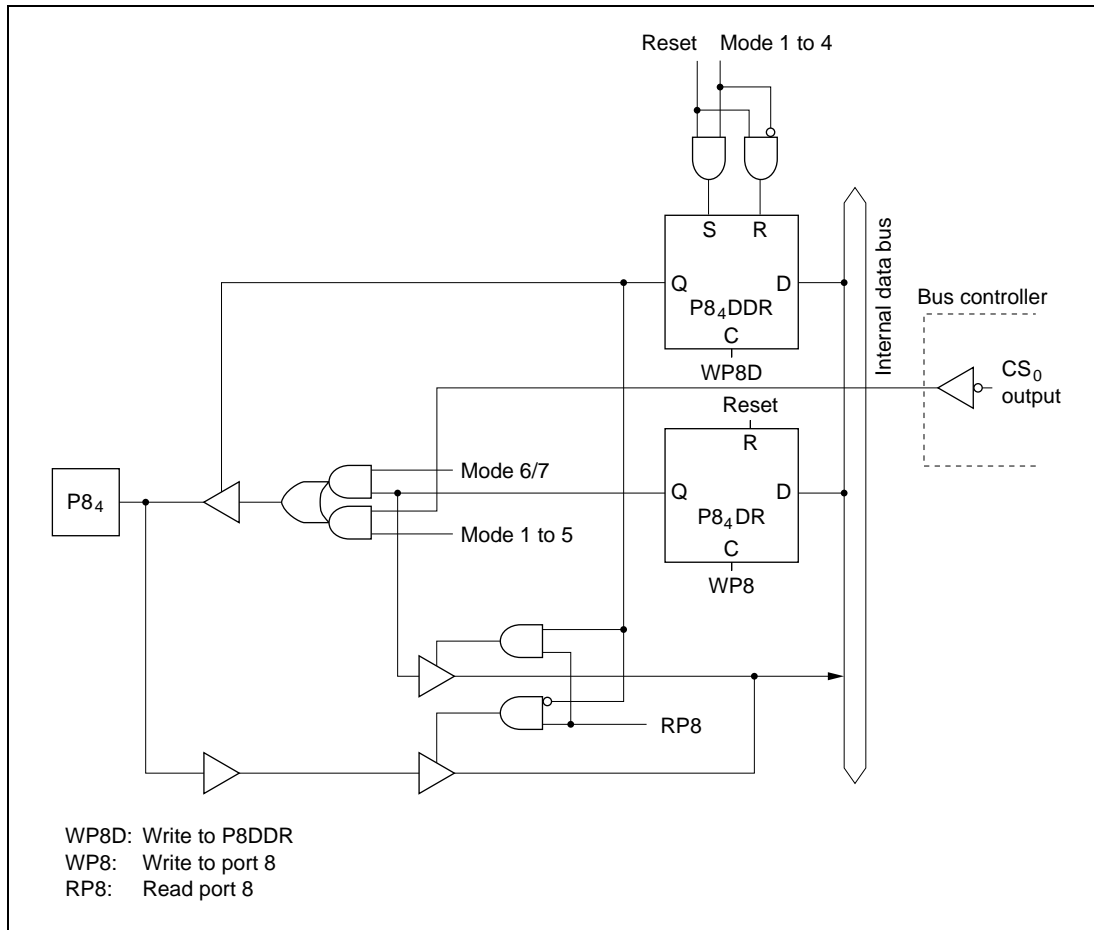 Reset Mode 1 to 4
S R
Q D
P8₄DDR
C
WP8D
Internal data bus
Bus controller
CS₀
output
Reset
R
Mode 6/7
P8₄
Q D
P8₄DR
Mode 1 to 5
C
WP8
RP8
WP8D: Write to P8DDR
WP8: Write to port 8
RP8: Read port 8